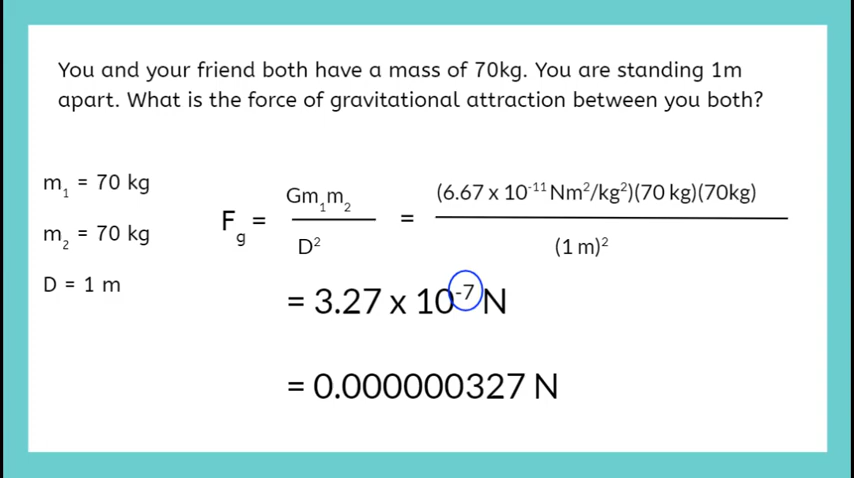 You and your friend both have a mass of 70kg. You are standing 1m
apart. What is the force of gravitational attraction between you both?
m₁ = 70 kg
m₂ = 70 kg
D = 1 m
F_g = Gm₁m₂ / D² = (6.67 x 10⁻¹¹ Nm²/kg²)(70 kg)(70kg) / (1 m)²
= 3.27 x 10⁻⁷ N
= 0.000000327 N